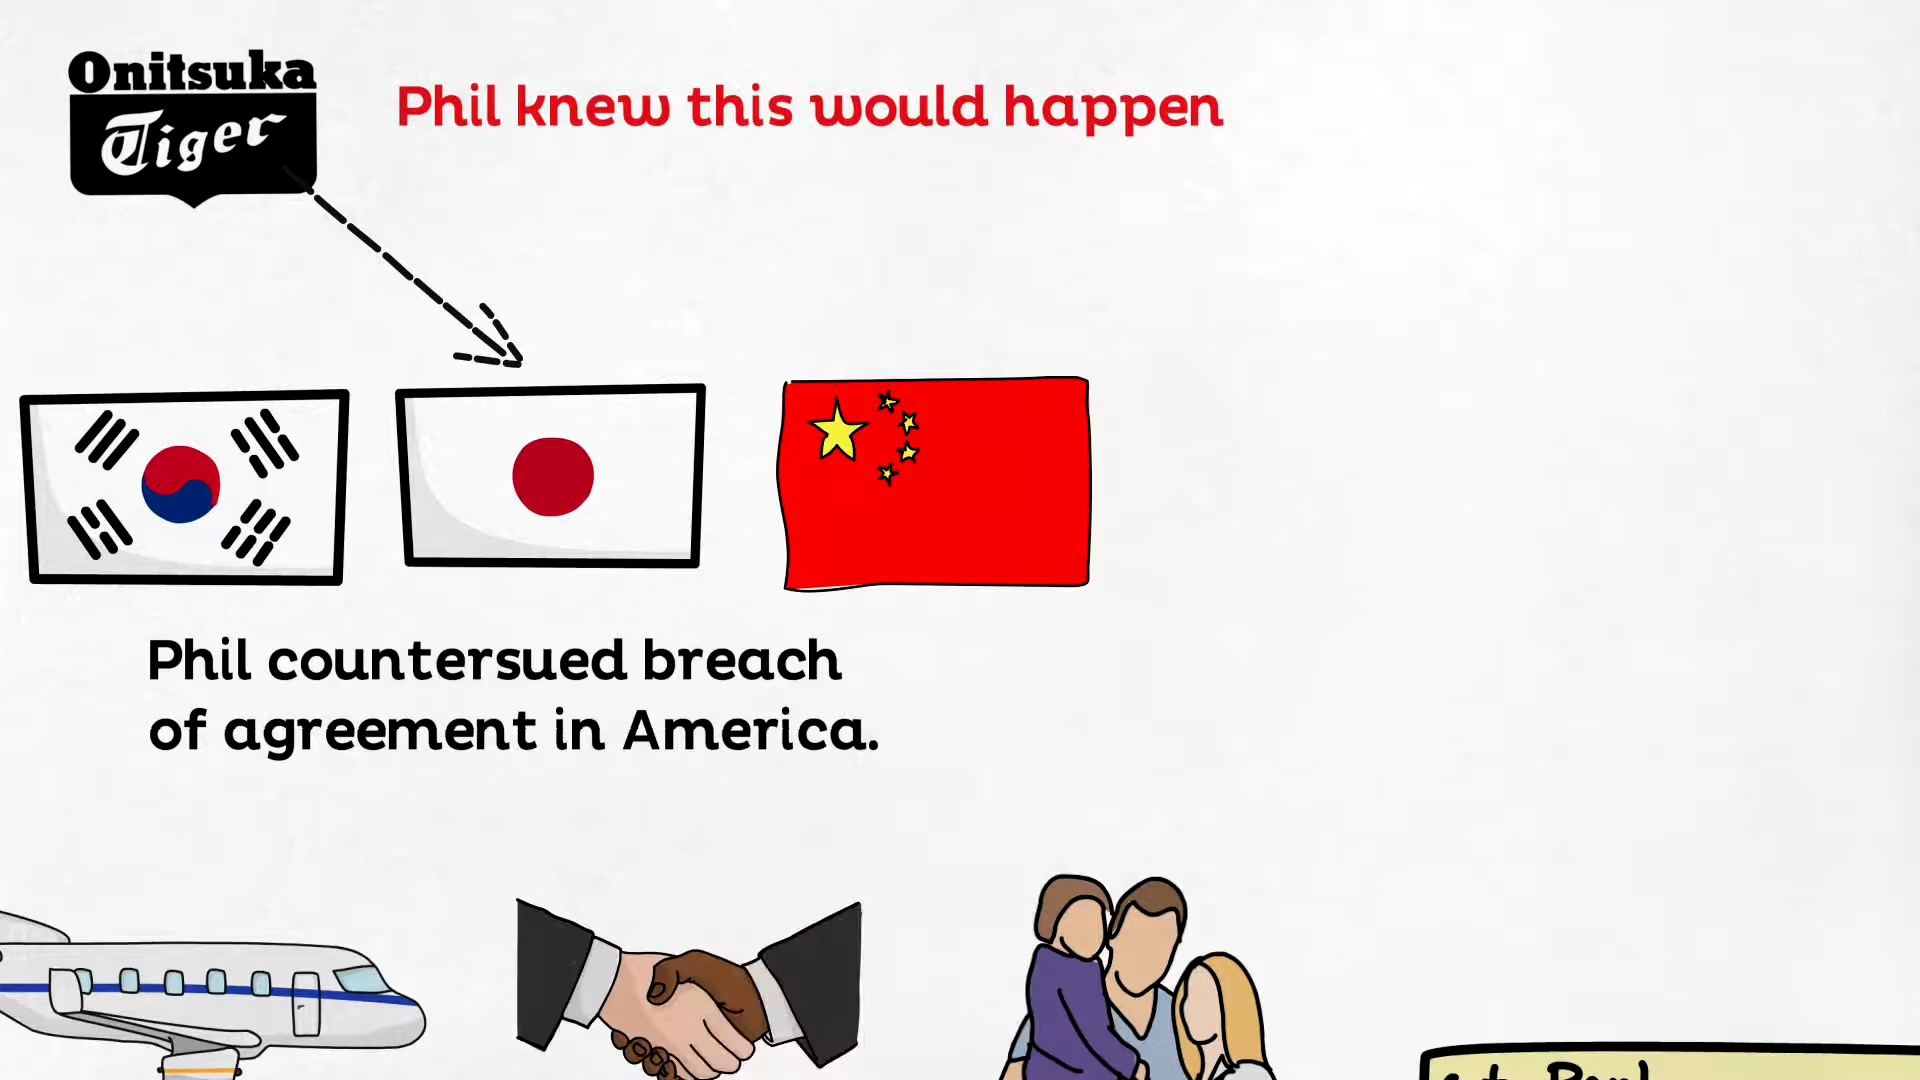 Onitsuka
Tiger
Phil knew this would happen
Phil countersued breach
of agreement in America.